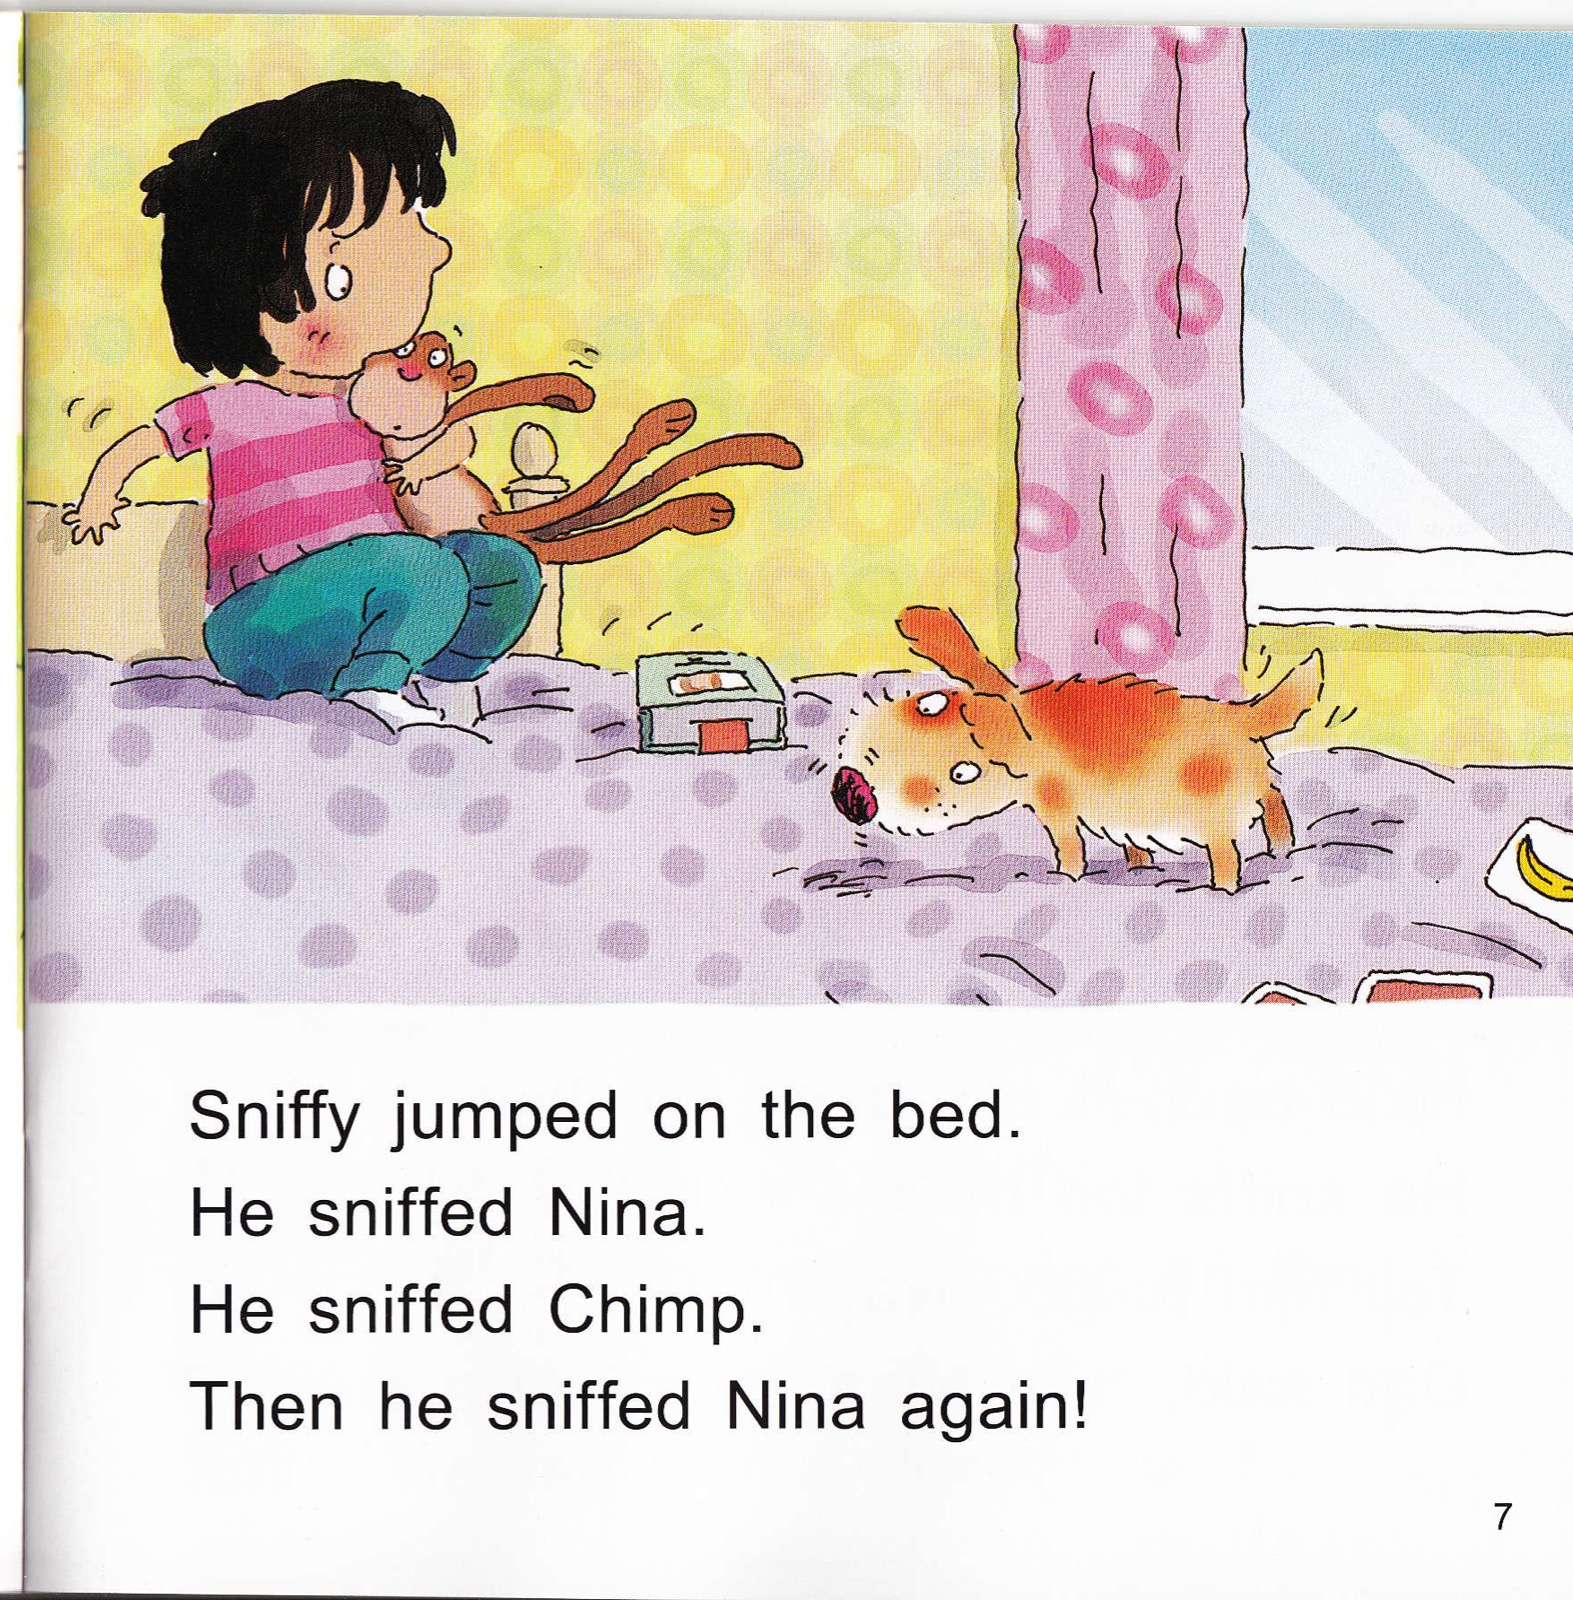 Sniffy jumped on the bed.
He sniffed Nina.
He sniffed Chimp.
Then he sniffed Nina again!
7